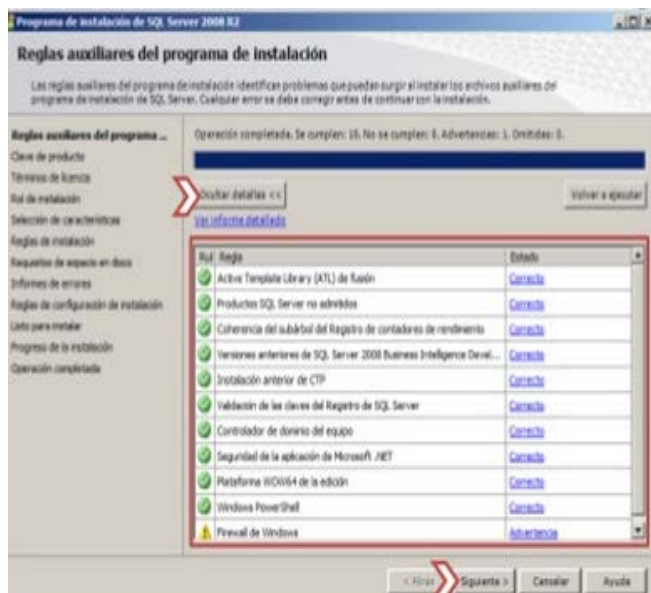 Programa de instalación de SQL Server 2008 R2
Reglas auxiliares del programa de instalación
Las reglas auxiliares del programa de instalación identifican problemas que puedan surgir al instalar los archivos auxiliares del
programa de instalación de SQL Server. Cualquier error se debe corregir antes de continuar con la instalación.
Reglas auxiliares del programa ...
Clave de producto
Términos de licencia
Rol de instalación
Selección de características
Reglas de instalación
Requisitos de espacio en disco
Informes de errores
Reglas de configuración de instalación
Listo para instalar
Progreso de la instalación
Operación completada
Operación completada. Se cumplen: 10. No se cumplen: 0. Advertencias: 1. Omitidas: 0.
Ocultar detalles <<
Volver a ejecutar
Ver informe detallado
Rul Regla Estado
Active Template Library (ATL) de fusión Correcto
Productos SQL Server no admitidos Correcto
Coherencia del subárbol del Registro de contadores de rendimiento Correcto
Versiones anteriores de SQL Server 2008 Business Intelligence Devel... Correcto
Instalación anterior de CTP Correcto
Validación de las claves del Registro de SQL Server Correcto
Controlador de dominio del equipo Correcto
Seguridad de la aplicación de Microsoft .NET Correcto
Plataforma WOW64 de la edición Correcto
Windows PowerShell Correcto
Firewall de Windows Advertencia
< Atrás Siguiente > Cancelar Ayuda